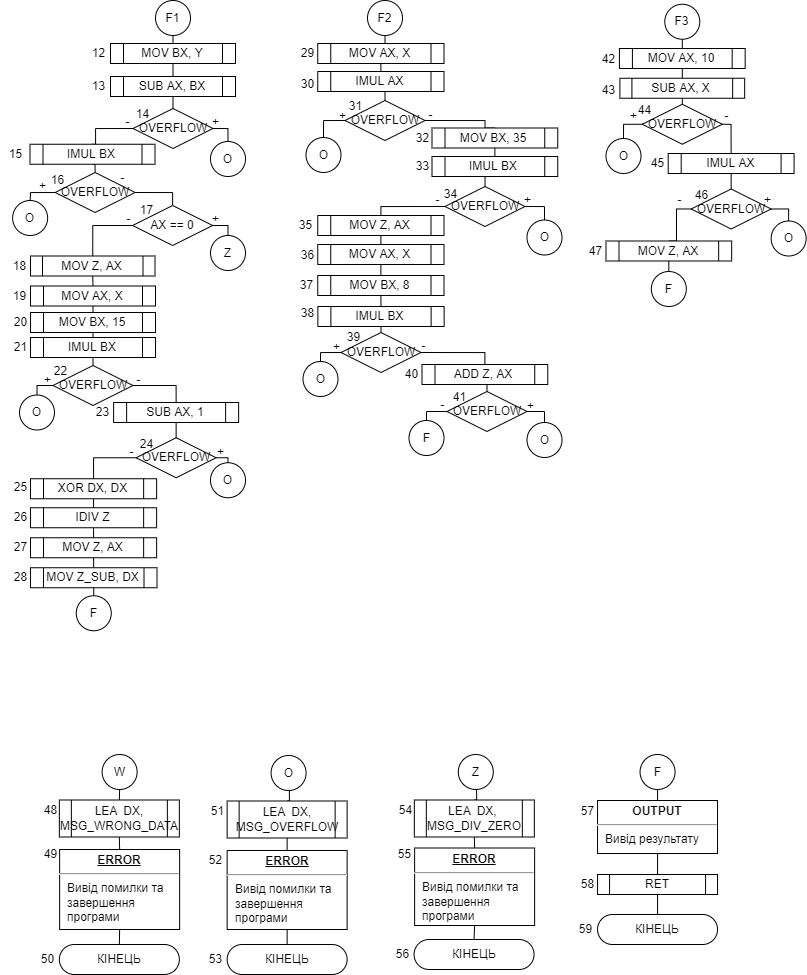 F1
12
MOV BX, Y
13
SUB AX, BX
14
OVERFLOW
-
+
O
15
IMUL BX
16
OVERFLOW
+
-
O
17
AX == 0
-
+
Z
18
MOV Z, AX
19
MOV AX, X
20
MOV BX, 15
21
IMUL BX
22
OVERFLOW
+
-
O
23
SUB AX, 1
24
OVERFLOW
-
+
O
25
XOR DX, DX
26
IDIV Z
27
MOV Z, AX
28
MOV Z_SUB, DX
F
F2
29
MOV AX, X
30
IMUL AX
31
OVERFLOW
+
-
O
32
MOV BX, 35
33
IMUL BX
34
OVERFLOW
-
+
O
35
MOV Z, AX
36
MOV AX, X
37
MOV BX, 8
38
IMUL BX
39
OVERFLOW
+
-
O
40
ADD Z, AX
41
OVERFLOW
-
+
F
O
F3
42
MOV AX, 10
43
SUB AX, X
44
OVERFLOW
+
-
O
45
IMUL AX
46
OVERFLOW
-
+
O
47
MOV Z, AX
F
W
48
LEA DX,
MSG_WRONG_DATA
49
ERROR
Вивід помилки та
завершення
програми
50
КІНЕЦЬ
O
51
LEA DX,
MSG_OVERFLOW
52
ERROR
Вивід помилки та
завершення
програми
53
КІНЕЦЬ
Z
54
LEA DX,
MSG_DIV_ZERO
55
ERROR
Вивід помилки та
завершення
програми
56
КІНЕЦЬ
F
57
OUTPUT
Вивід результату
58
RET
59
КІНЕЦЬ